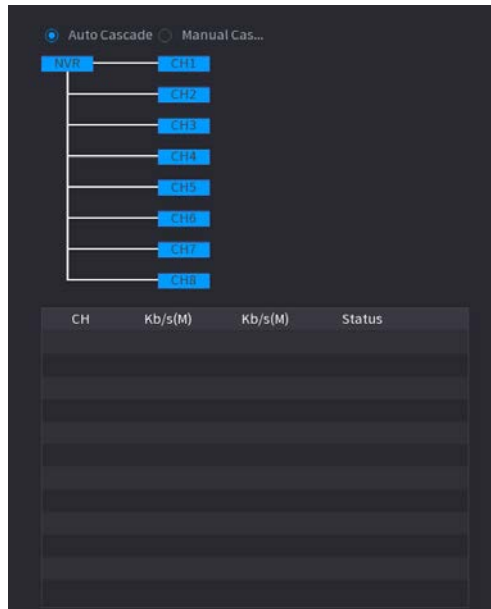 Auto Cascade Manual Cas...
NVR CH1
CH2
CH3
CH4
CH5
CH6
CH7
CH8
CH Kb/s(M) Kb/s(M) Status